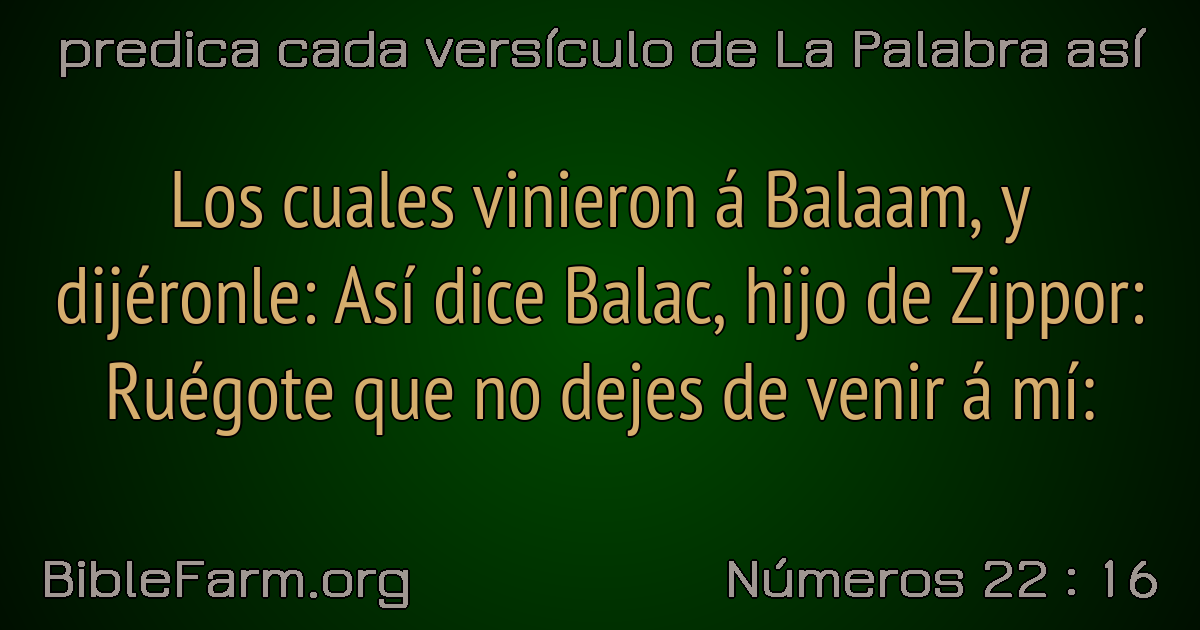 predica cada versículo de La Palabra así
Los cuales vinieron á Balaam, y
dijéronle: Así dice Balac, hijo de Zippor:
Ruégote que no dejes de venir á mí:
BibleFarm.org
Números 22 : 16